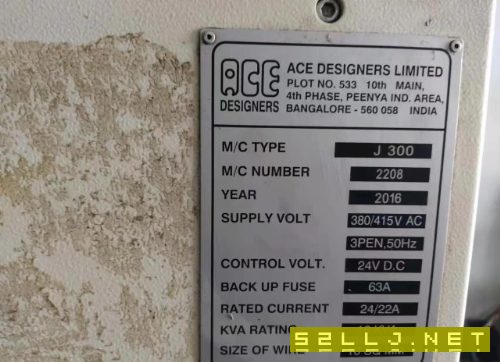 ACE
DESIGNERS
ACE DESIGNERS LIMITED
PLOT NO. 533 10th MAIN,
4th PHASE, PEENYA IND. AREA,
BANGALORE - 560 058 INDIA
M/C TYPE J 300
M/C NUMBER 2208
YEAR 2016
SUPPLY VOLT 380/415V AC
3PEN,50Hz
CONTROL VOLT. 24V D.C
BACK UP FUSE 63A
RATED CURRENT 24/22A
KVA RATING
SIZE OF WIRE
S2LLJ.NET